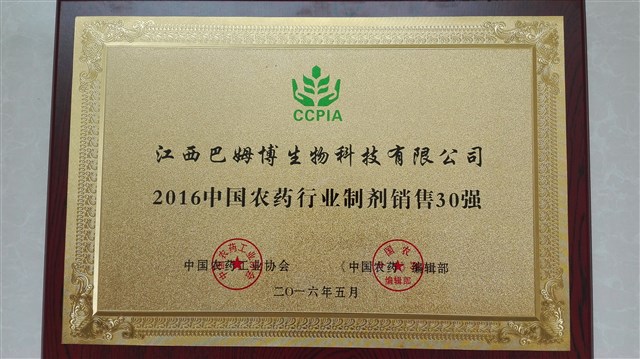 CCPIA
江西巴姆博生物科技有限公司
2016中国农药行业制剂销售30强
中国农药工业协会 《中国农药》编辑部
二〇一六年五月